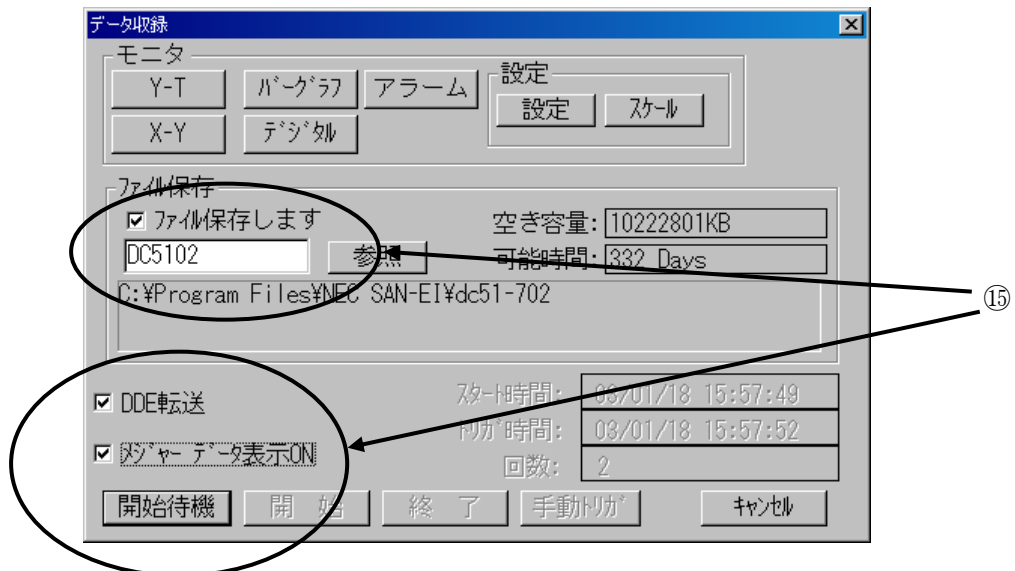 データ収録
モニタ
Y-T ﾊﾞｰｸﾞﾗﾌ アラーム
X-Y ﾃﾞｼﾞﾀﾙ
設定
設定 ｽｹｰﾙ
ﾌｧｲﾙ保存
ﾌｧｲﾙ保存します
DC5102 参照
空き容量: 10222801KB
可能時間: 332 Days
C:¥Program Files¥NEC SAN-EI¥dc51-702
⑮
DDE転送
ﾒｼﾞｬｰ ﾃﾞｰﾀ表示ON
ｽﾀｰﾄ時間: 03/01/18 15:57:49
ﾄﾘｶﾞ時間: 03/01/18 15:57:52
回数: 2
開始待機 開 始 終 了 手動ﾄﾘｶﾞ ｷｬﾝｾﾙ